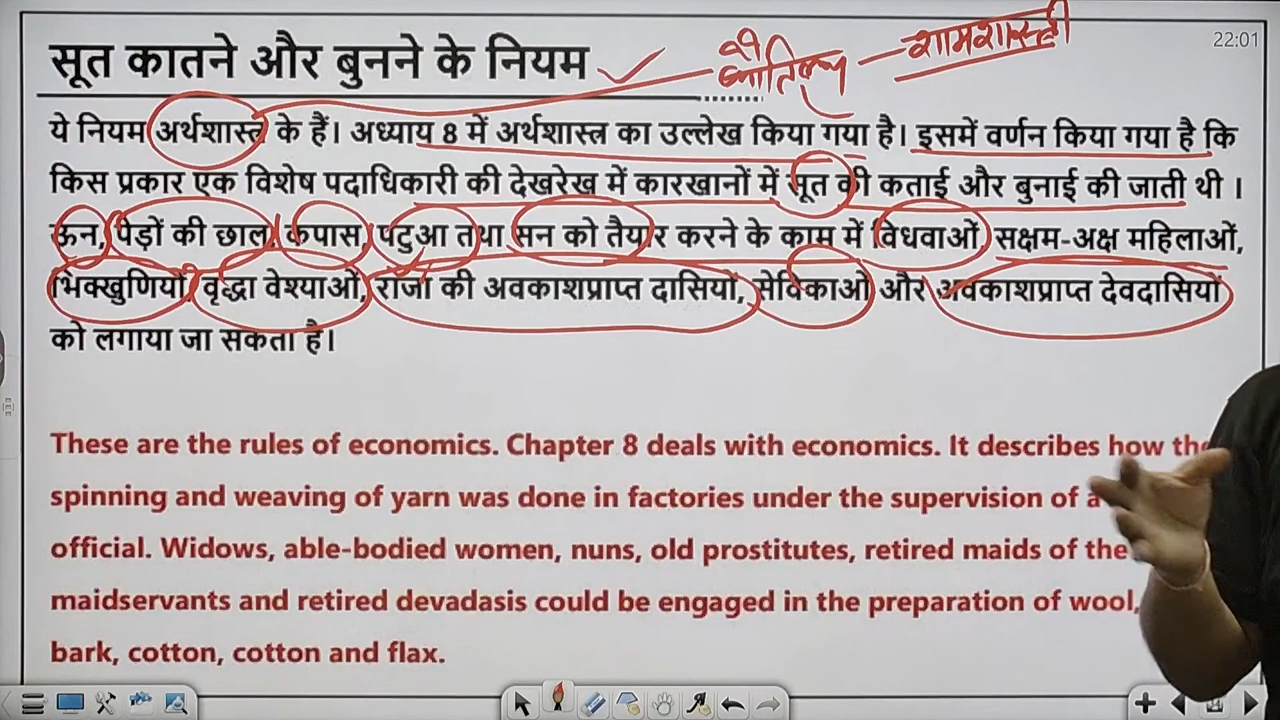 सूत कातने और बुनने के नियम
शामशास्त्री
22:01
ये नियम अर्थशास्त्र के हैं। अध्याय 8 में अर्थशास्त्र का उल्लेख किया गया है। इसमें वर्णन किया गया है कि
किस प्रकार एक विशेष पदाधिकारी की देखरेख में कारखानों में सूत की कताई और बुनाई की जाती थी ।
ऊन, पेड़ों की छाल, कपास, पटुआ तथा सन को तैयार करने के काम में विधवाओं, सक्षम-अक्ष महिलाओं,
भिक्खुणियों, वृद्धा वेश्याओं, राजा की अवकाशप्राप्त दासियों, सेविकाओ और अवकाशप्राप्त देवदासियों
को लगाया जा सकता है।
These are the rules of economics. Chapter 8 deals with economics. It describes how the
spinning and weaving of yarn was done in factories under the supervision of a
official. Widows, able-bodied women, nuns, old prostitutes, retired maids of the
maidservants and retired devadasis could be engaged in the preparation of wool,
bark, cotton, cotton and flax.